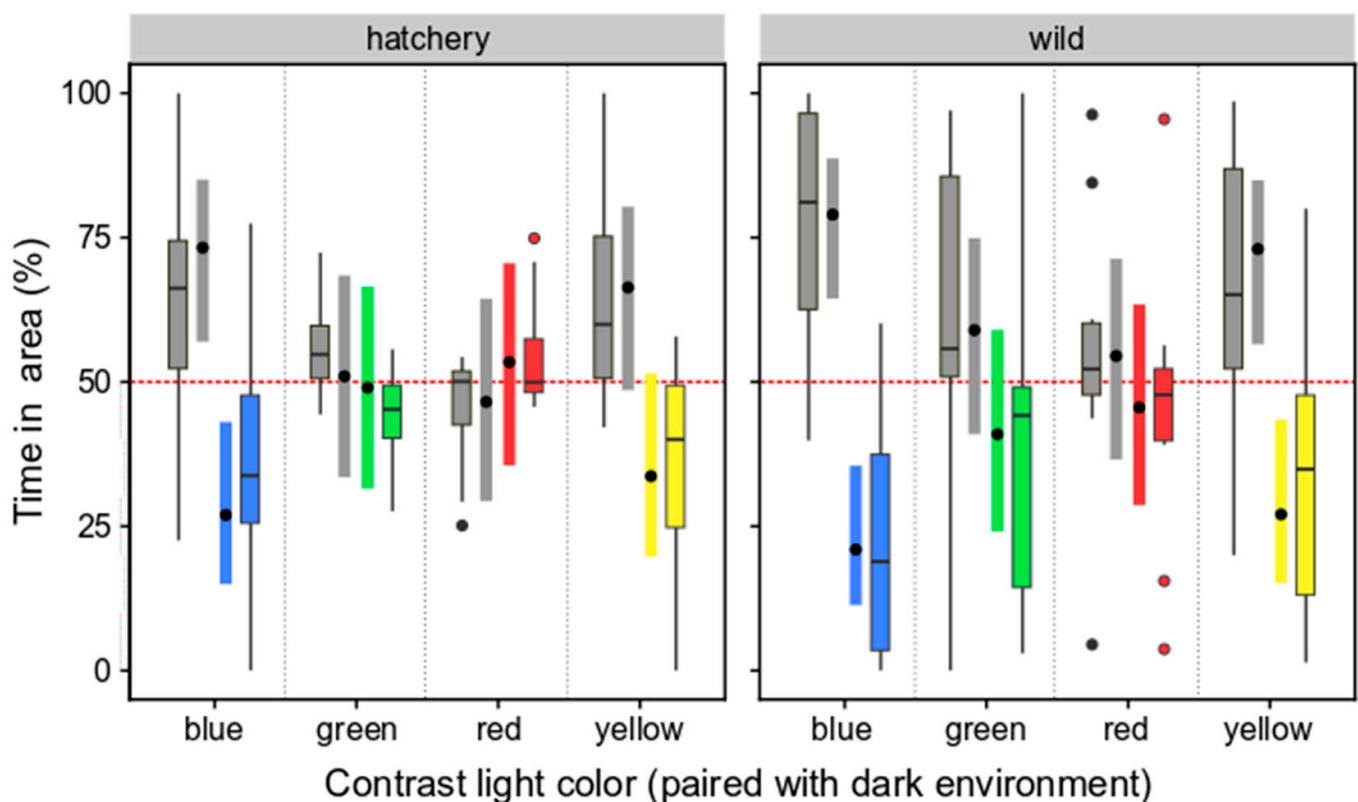 hatchery
wild
Time in area (%)
100
75
50
25
0
blue green red yellow
blue green red yellow
Contrast light color (paired with dark environment)